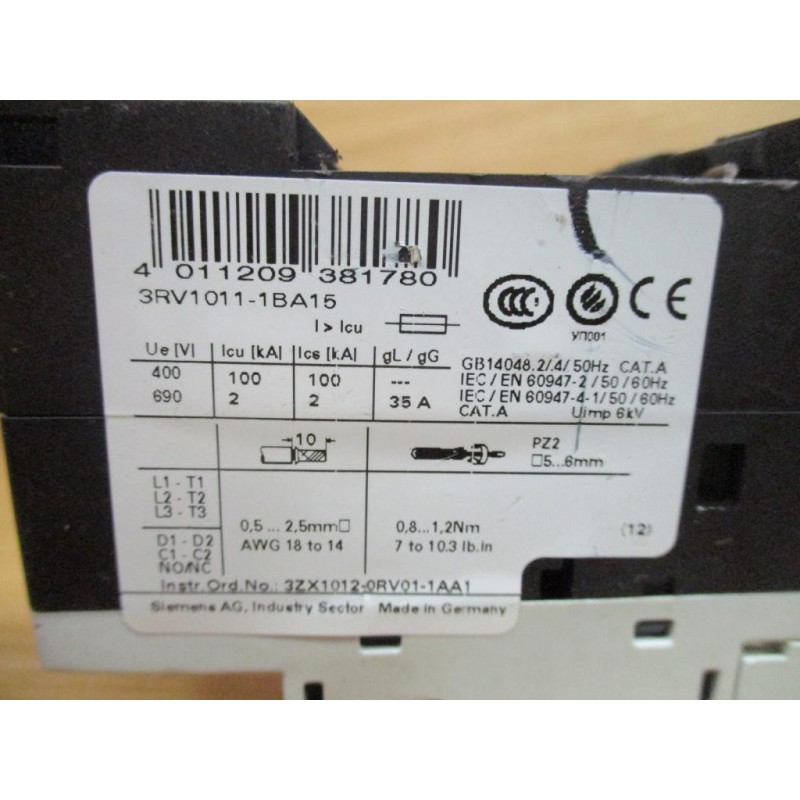 4 011209 381780
3RV1011-1BA15
I > Icu
Ue [V] Icu [kA] Ics [kA] gL / gG
400 100 100 ---
690 2 2 35 A
CCC
УП001
CE
GB14048.2/.4/ 50Hz CAT.A
IEC / EN 60947-2 / 50 / 60Hz
IEC / EN 60947-4-1/ 50 / 60Hz
CAT.A Uimp 6kV
10
PZ2
□5...6mm
L1 - T1
L2 - T2
L3 - T3
D1 - D2
C1 - C2
NO/NC
0,5 ... 2,5mm□
AWG 18 to 14
0,8...1,2Nm
7 to 10.3 lb.in
(12)
Instr.Ord.No.: 3ZX1012-0RV01-1AA1
Siemens AG, Industry Sector Made in Germany